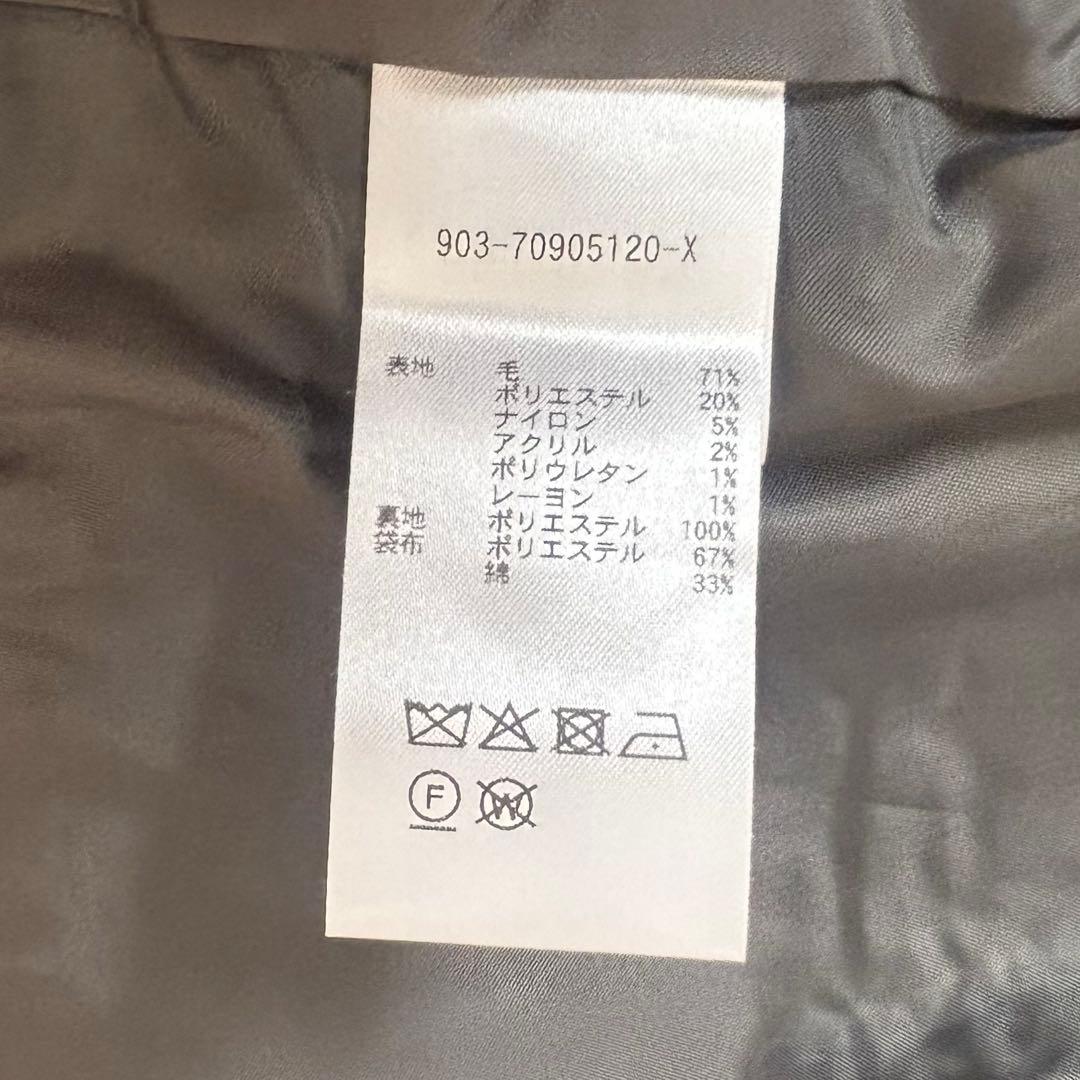 903-70905120-X
表地 毛 71%
ポリエステル 20%
ナイロン 5%
アクリル 2%
ポリウレタン 1%
レーヨン 1%
裏地 ポリエステル 100%
袋布 ポリエステル 67%
綿 33%
F W